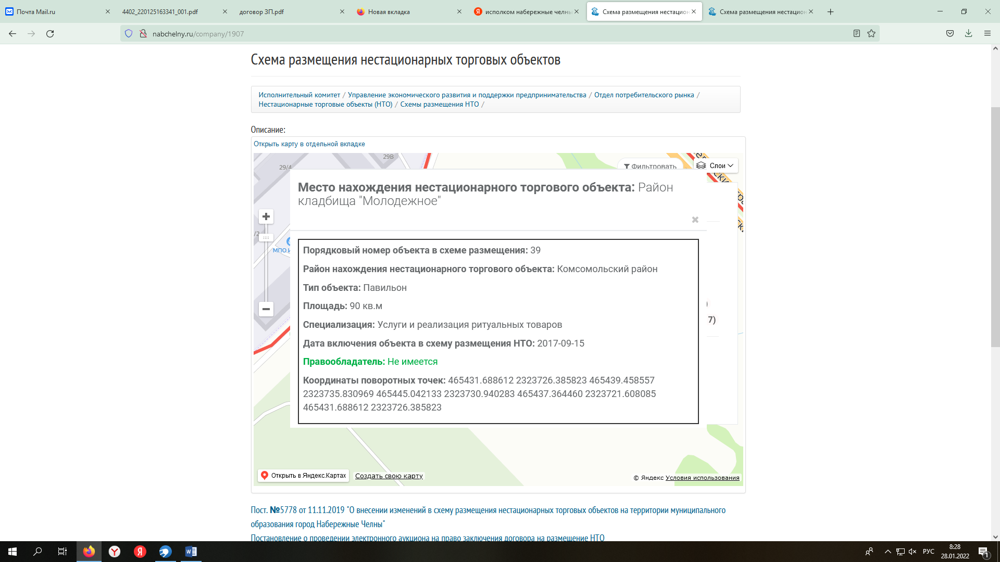 Почта Mail.ru
4402_220125163341_001.pdf
договор ЗП.pdf
Новая вкладка
исполком набережные челны
Схема размещения нестацион
Схема размещения нестацион
nabchelny.ru/company/1907
Схема размещения нестационарных торговых объектов
Исполнительный комитет / Управление экономического развития и поддержки предпринимательства / Отдел потребительского рынка /
Нестационарные торговые объекты (НТО) / Схемы размещения НТО /
Описание:
Открыть карту в отдельной вкладке
29В
29/4
Фильтровать
Слои
Место нахождения нестационарного торгового объекта: Район
кладбища "Молодежное"
/2
МПО
Порядковый номер объекта в схеме размещения: 39
Район нахождения нестационарного торгового объекта: Комсомольский район
Тип объекта: Павильон
Площадь: 90 кв.м
7)
Специализация: Услуги и реализация ритуальных товаров
Дата включения объекта в схему размещения НТО: 2017-09-15
Правообладатель: Не имеется
Координаты поворотных точек: 465431.688612 2323726.385823 465439.458557
2323735.830969 465445.042133 2323730.940283 465437.364460 2323721.608085
465431.688612 2323726.385823
Открыть в Яндекс.Картах
Создать свою карту
© Яндекс Условия использования
Пост. №5778 от 11.11.2019 "О внесении изменений в схему размещения нестационарных торговых объектов на территории муниципального
образования город Набережные Челны"
Постановление о проведении электронного аукциона на право заключения договора на размещение НТО
РУС
8:28
28.01.2022
1